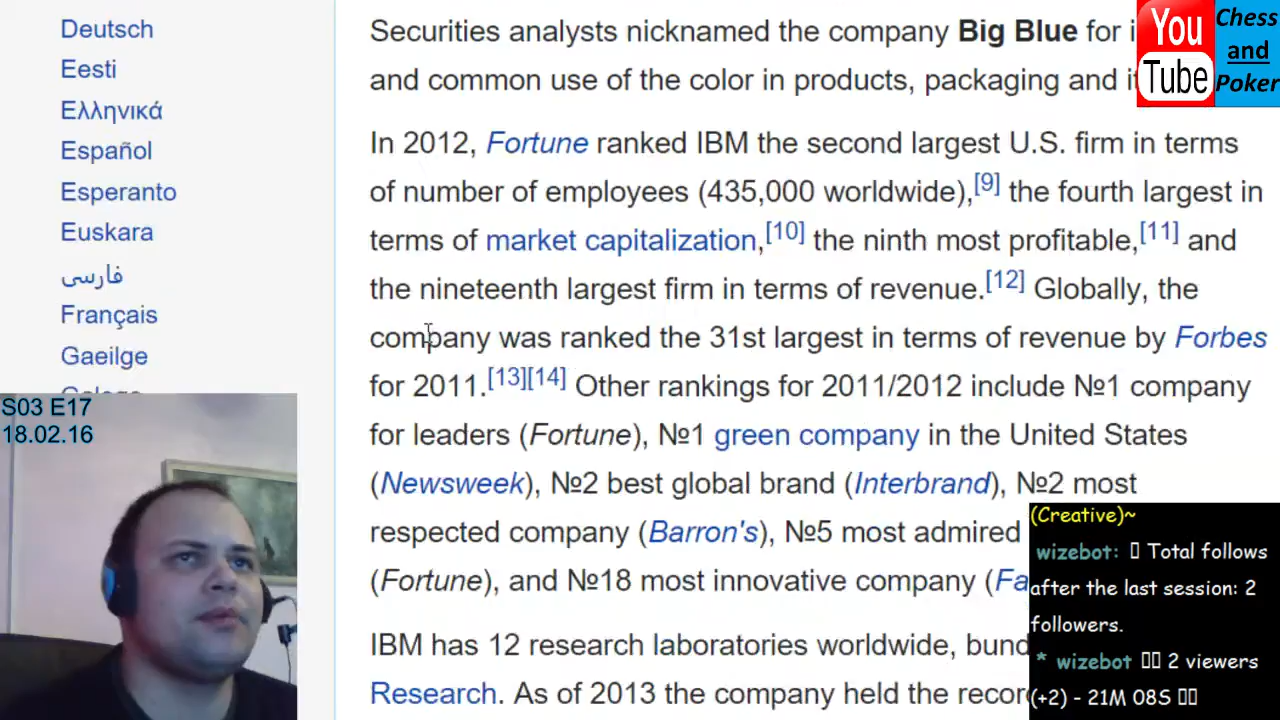 Deutsch
Eesti
Ελληνικά
Español
Esperanto
Euskara
فارسی
Français
Gaeilge
Securities analysts nicknamed the company Big Blue for
and common use of the color in products, packaging and
In 2012, Fortune ranked IBM the second largest U.S. firm in terms
of number of employees (435,000 worldwide),[9] the fourth largest in
terms of market capitalization,[10] the ninth most profitable,[11] and
the nineteenth largest firm in terms of revenue.[12] Globally, the
company was ranked the 31st largest in terms of revenue by Forbes
for 2011.[13][14] Other rankings for 2011/2012 include №1 company
for leaders (Fortune), №1 green company in the United States
(Newsweek), №2 best global brand (Interbrand), №2 most
respected company (Barron's), №5 most admired
(Fortune), and №18 most innovative company (Fa
IBM has 12 research laboratories worldwide, bund
Research. As of 2013 the company held the record
You
Tube
Chess
and
Poker
S03 E17
18.02.16
(Creative)~
wizebot: Total follows
after the last session: 2
followers.
* wizebot 2 viewers
(+2) - 21M 08S